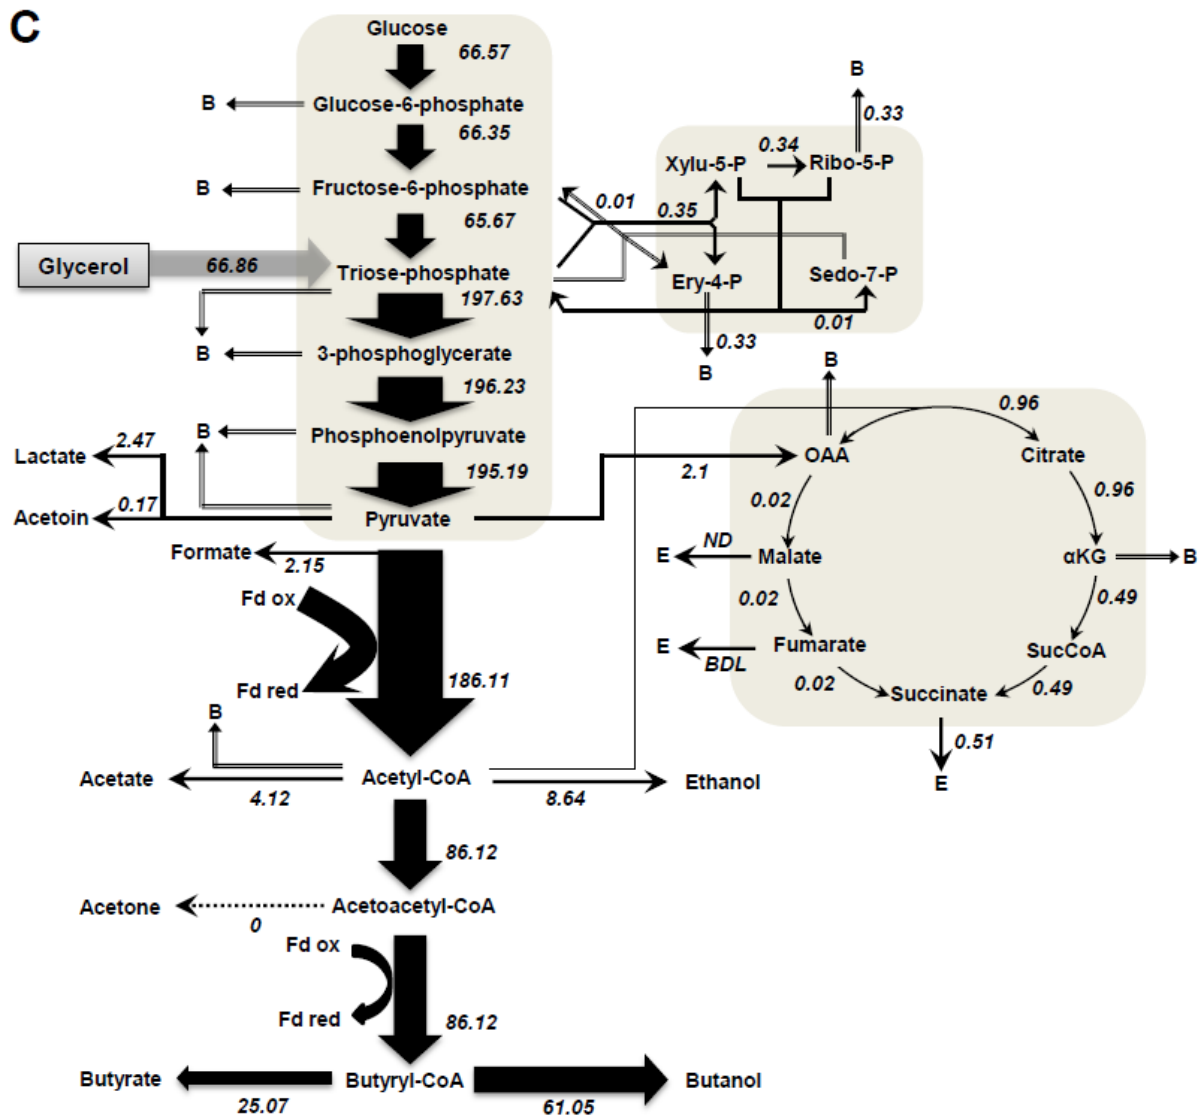 C
Glucose
66.57
B
Glucose-6-phosphate
66.35
B
Fructose-6-phosphate
65.67
Glycerol
66.86
Triose-phosphate
197.63
B
3-phosphoglycerate
196.23
B
Phosphoenolpyruvate
195.19
Lactate
2.47
Acetoin
0.17
Pyruvate
2.1
Formate
2.15
Fd ox
Fd red
186.11
B
Acetate
4.12
Acetyl-CoA
8.64
Ethanol
86.12
Acetone
0
Acetoacetyl-CoA
Fd ox
Fd red
86.12
Butyrate
25.07
Butyryl-CoA
61.05
Butanol
B
0.33
Xylu-5-P
0.34
Ribo-5-P
0.01
0.35
Ery-4-P
Sedo-7-P
0.01
0.33
B
B
0.96
OAA
Citrate
0.02
0.96
E
ND
Malate
αKG
B
0.02
0.49
E
BDL
Fumarate
SucCoA
0.02
0.49
Succinate
0.51
E